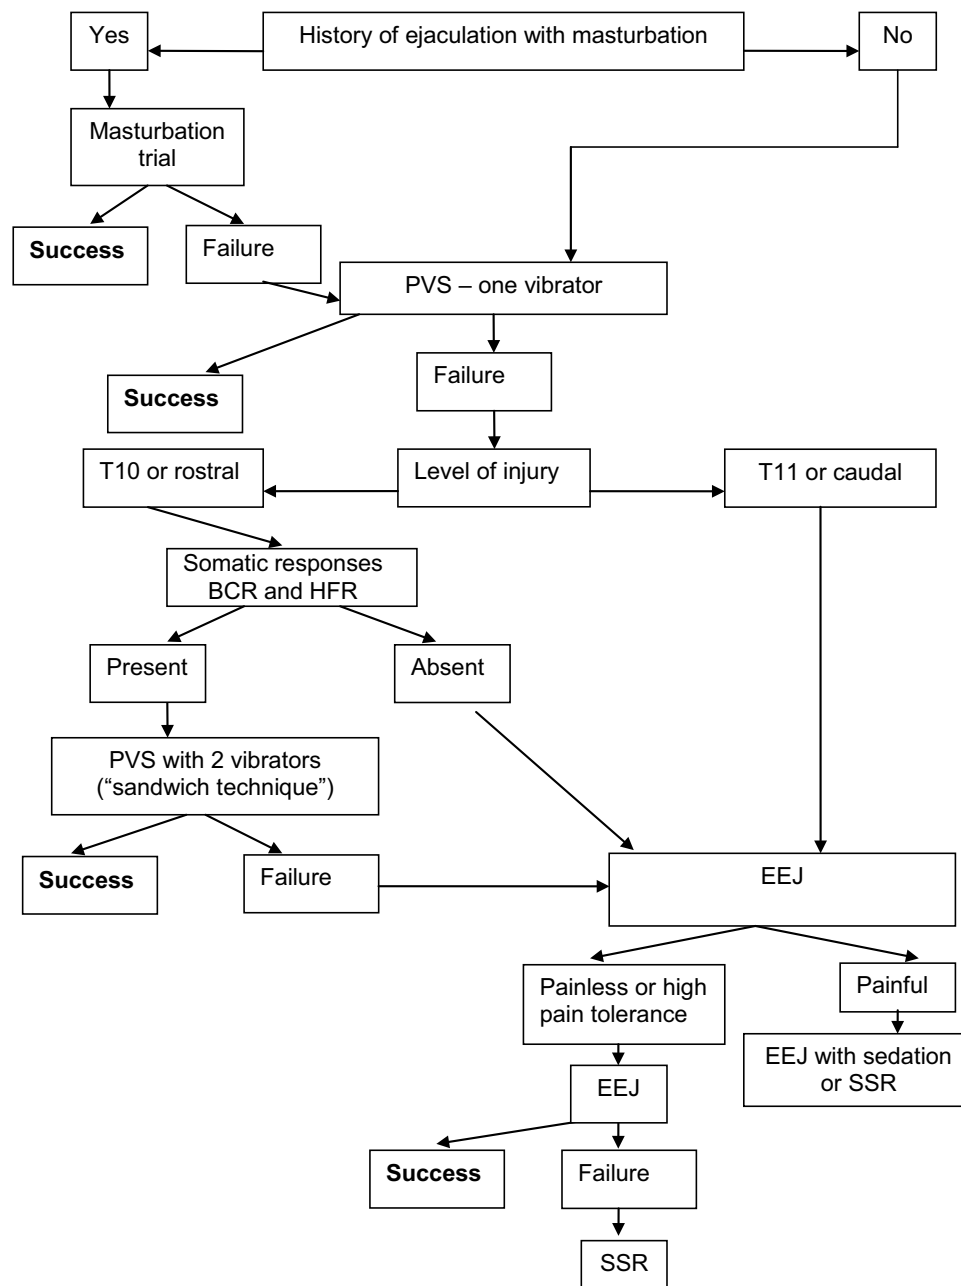 Yes
History of ejaculation with masturbation
No
Masturbation
trial
Success
Failure
PVS – one vibrator
Success
Failure
T10 or rostral
Level of injury
T11 or caudal
Somatic responses
BCR and HFR
Present
Absent
PVS with 2 vibrators
(“sandwich technique”)
Success
Failure
EEJ
Painless or high
pain tolerance
Painful
EEJ with sedation
or SSR
EEJ
Success
Failure
SSR